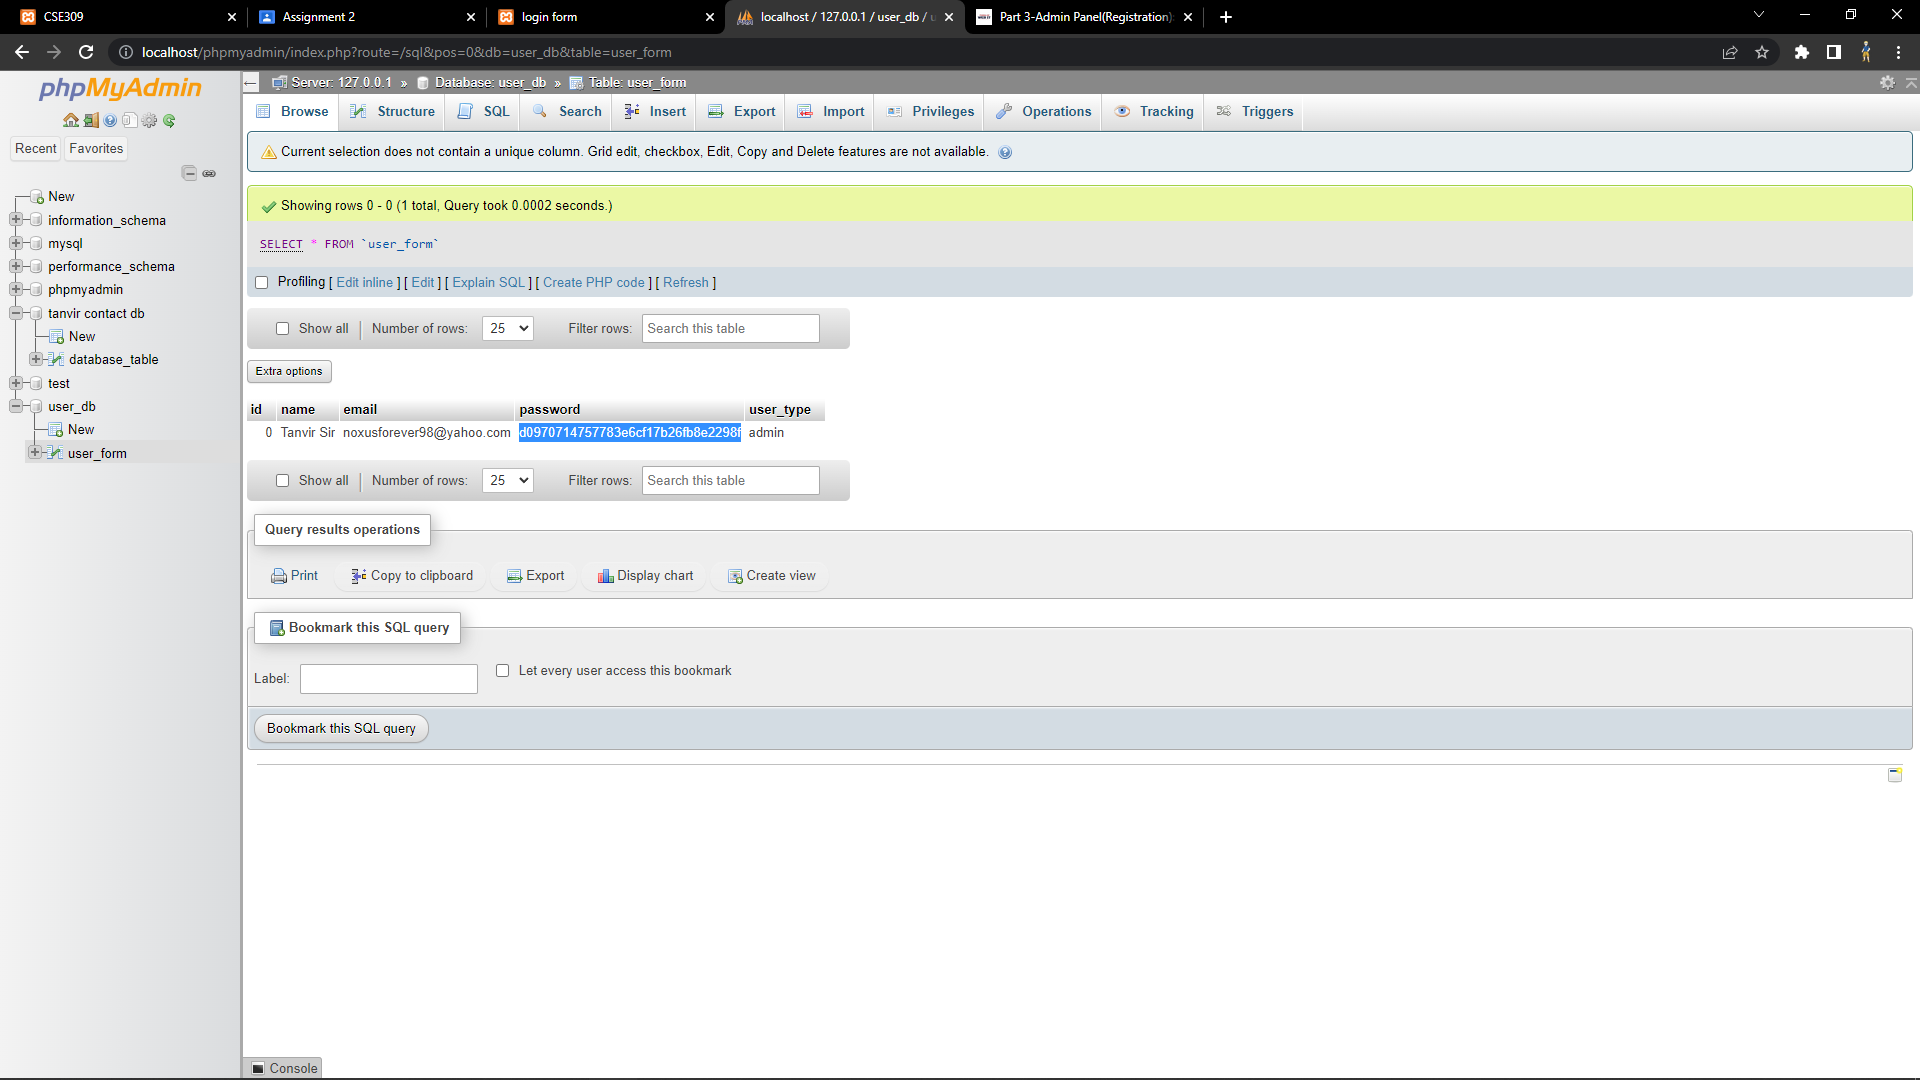 CSE309
Assignment 2
login form
localhost / 127.0.0.1 / user_db / u
Part 3-Admin Panel(Registration)
localhost/phpmyadmin/index.php?route=/sql&pos=0&db=user_db&table=user_form
phpMyAdmin
Recent
Favorites
New
information_schema
mysql
performance_schema
phpmyadmin
tanvir contact db
New
database_table
test
user_db
New
user_form
Server: 127.0.0.1 » Database: user_db » Table: user_form
Browse
Structure
SQL
Search
Insert
Export
Import
Privileges
Operations
Tracking
Triggers
Current selection does not contain a unique column. Grid edit, checkbox, Edit, Copy and Delete features are not available.
Showing rows 0 - 0 (1 total, Query took 0.0002 seconds.)
SELECT * FROM `user_form`
Profiling [ Edit inline ] [ Edit ] [ Explain SQL ] [ Create PHP code ] [ Refresh ]
Show all | Number of rows: 25 Filter rows: Search this table
Extra options
id name email password user_type
0 Tanvir Sir noxusforever98@yahoo.com d0970714757783e6cf17b26fb8e2298f admin
Show all | Number of rows: 25 Filter rows: Search this table
Query results operations
Print
Copy to clipboard
Export
Display chart
Create view
Bookmark this SQL query
Label:
Let every user access this bookmark
Bookmark this SQL query
Console